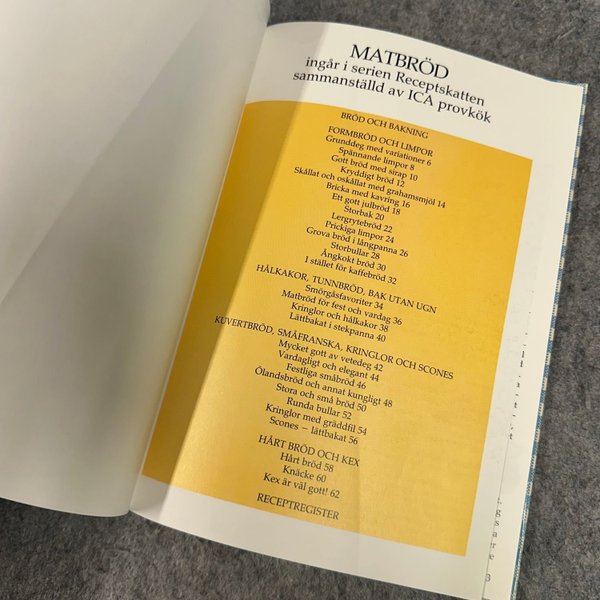 MATBRÖD
ingår i serien Receptskatten
sammanställd av ICA provkök
BRÖD OCH BAKNING
FORMBRÖD OCH LIMPOR
Grunddeg med variationer 6
Spännande limpor 8
Gott bröd med sirap 10
Kryddigt bröd 12
Skållat och oskållat med grahamsmjöl 14
Bricka med kavring 16
Ett gott julbröd 18
Storbak 20
Lergrytebröd 22
Prickiga limpor 24
Grova bröd i långpanna 26
Storbullar 28
Ångkokt bröd 30
I stället för kaffebröd 32
HÅLKAKOR, TUNNBRÖD, BAK UTAN UGN
Smörgåsfavoriter 34
Matbröd för fest och vardag 36
Kringlor och hålkakor 38
Lättbakat i stekpanna 40
KUVERTBRÖD, SMÅFRANSKA, KRINGLOR OCH SCONES
Mycket gott av vetedeg 42
Vardagligt och elegant 44
Festliga småbröd 46
Ölandsbröd och annat kungligt 48
Stora och små bröd 50
Runda bullar 52
Kringlor med gräddfil 54
Scones – lättbakat 56
HÅRT BRÖD OCH KEX
Hårt bröd 58
Knäcke 60
Kex är väl gott! 62
RECEPTREGISTER